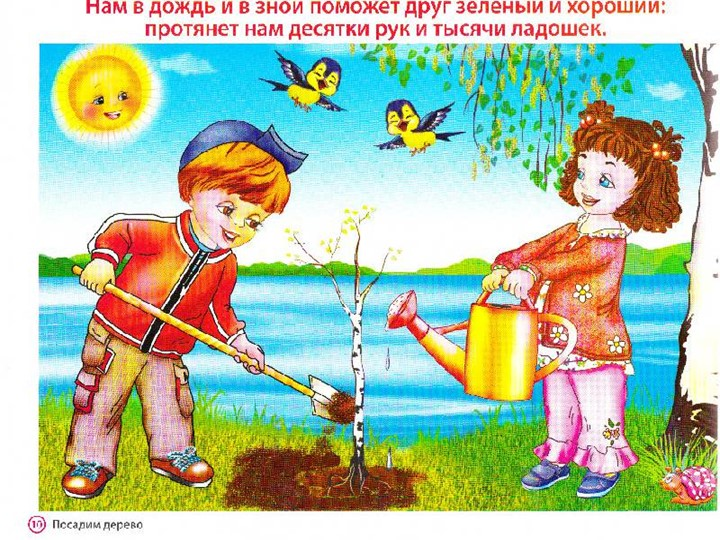 Нам в дождь и в зной поможет друг зеленый и хороший:
протянет нам десятки рук и тысячи ладошек.
10 Посадим дерево